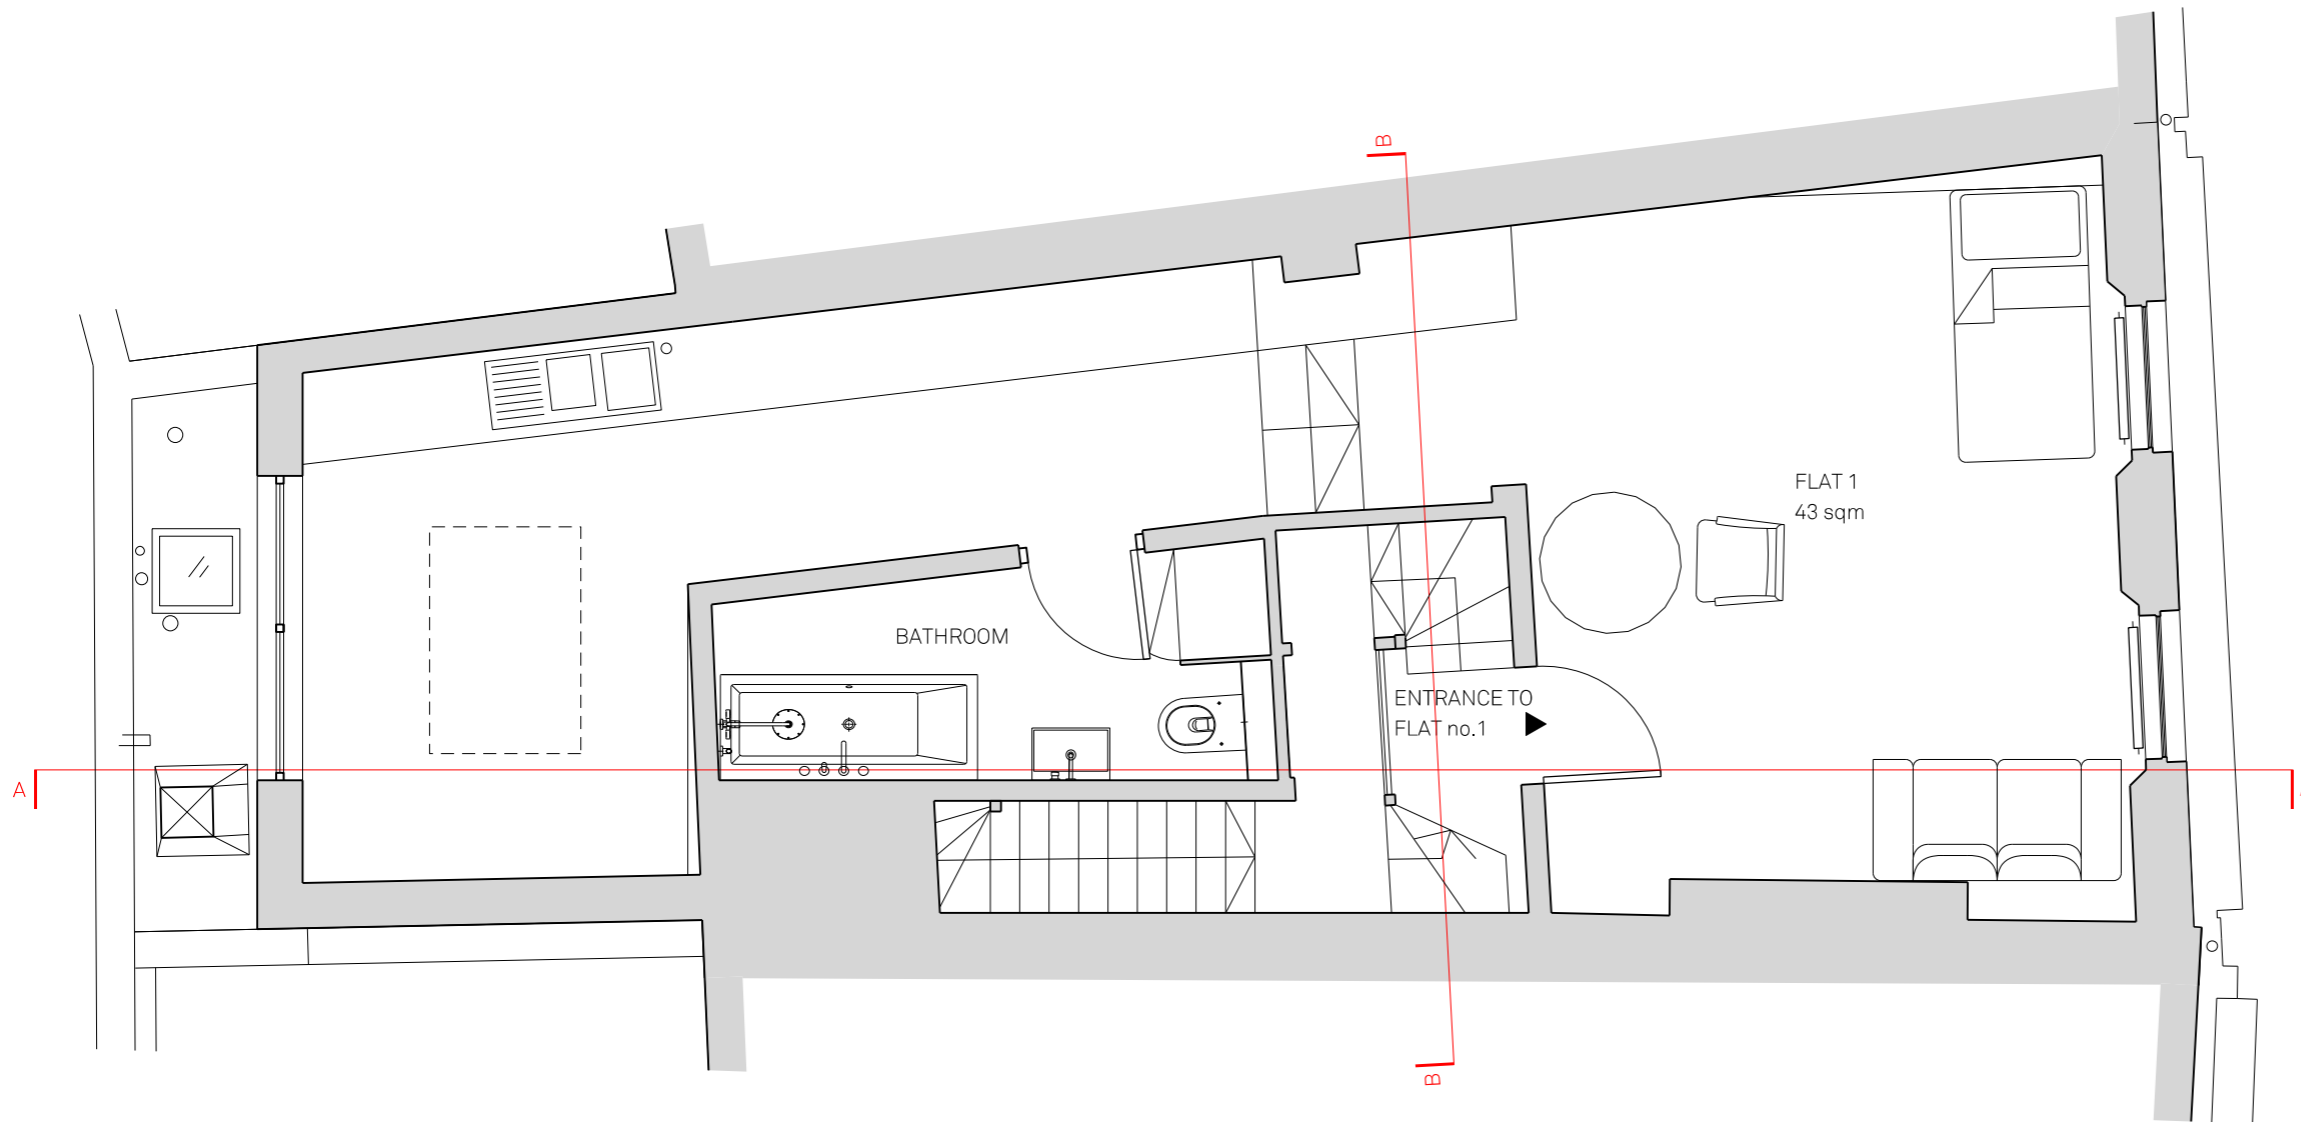 B
FLAT 1
43 sqm
BATHROOM
ENTRANCE TO
FLAT no.1
A
B